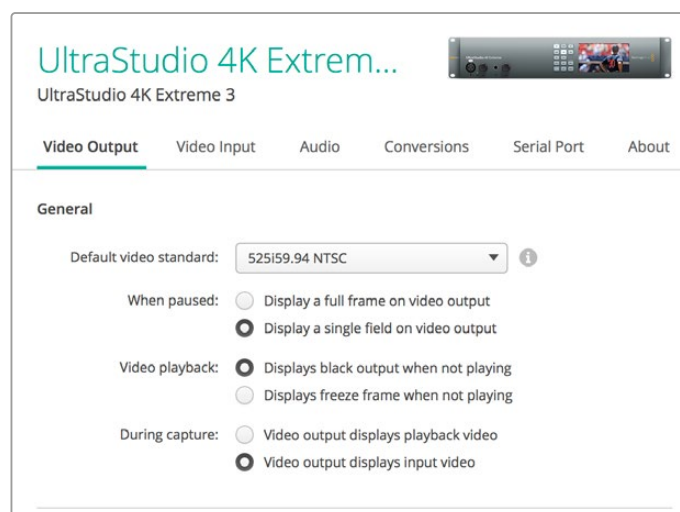 UltraStudio 4K Extrem...
UltraStudio 4K Extreme 3
Video Output Video Input Audio Conversions Serial Port About
General
Default video standard: 525i59.94 NTSC
When paused: Display a full frame on video output
Display a single field on video output
Video playback: Displays black output when not playing
Displays freeze frame when not playing
During capture: Video output displays playback video
Video output displays input video